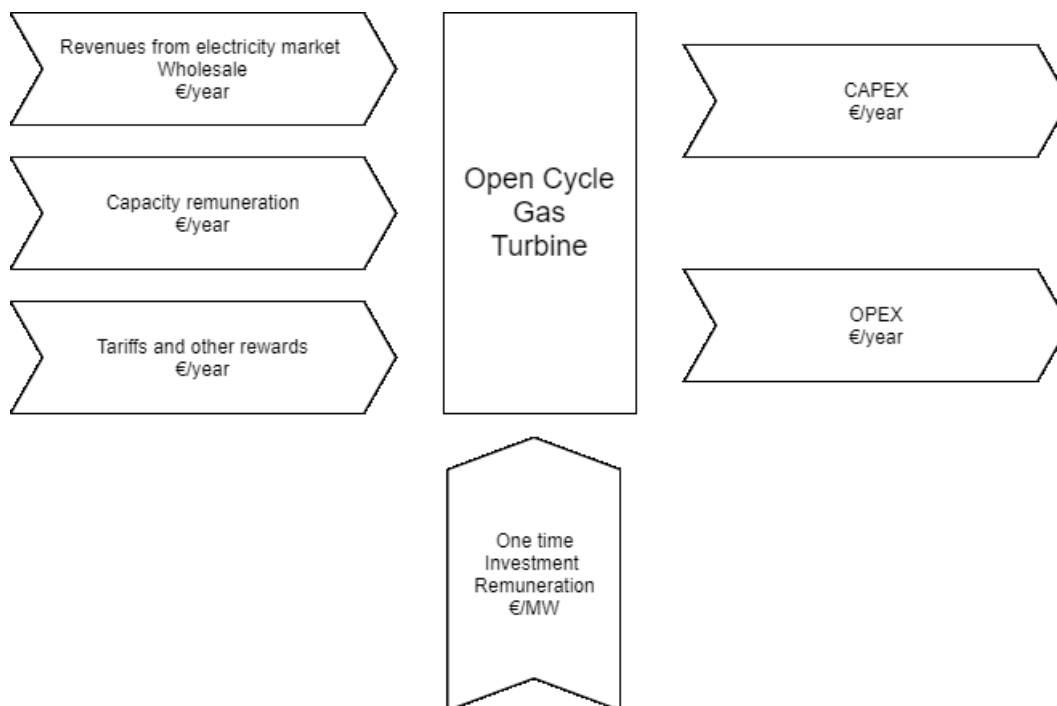 Revenues from electricity market
Wholesale
€/year
Capacity remuneration
€/year
Tariffs and other rewards
€/year
Open Cycle
Gas
Turbine
CAPEX
€/year
OPEX
€/year
One time
Investment
Remuneration
€/MW